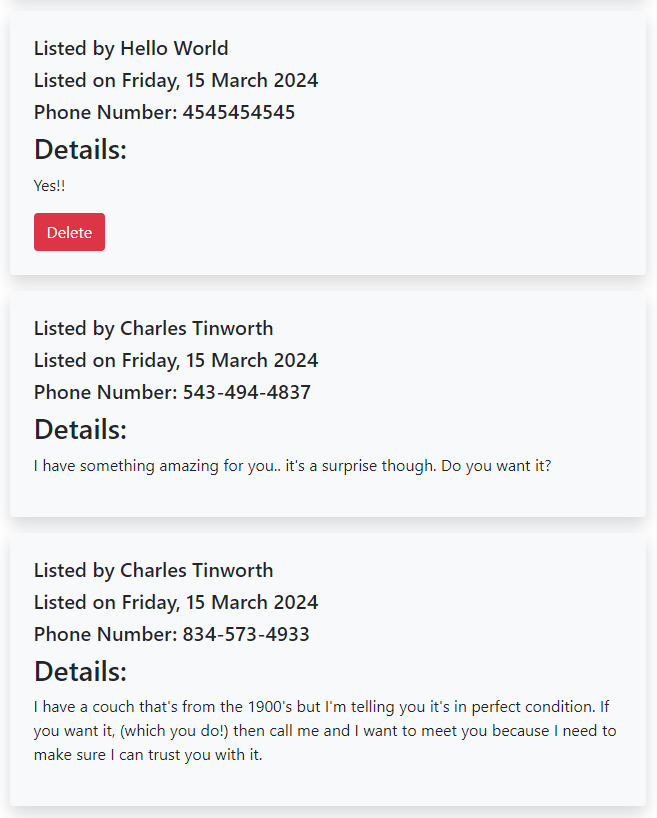 Listed by Hello World
Listed on Friday, 15 March 2024
Phone Number: 4545454545
Details:
Yes!!
Delete
Listed by Charles Tinworth
Listed on Friday, 15 March 2024
Phone Number: 543-494-4837
Details:
I have something amazing for you.. it's a surprise though. Do you want it?
Listed by Charles Tinworth
Listed on Friday, 15 March 2024
Phone Number: 834-573-4933
Details:
I have a couch that's from the 1900's but I'm telling you it's in perfect condition. If
you want it, (which you do!) then call me and I want to meet you because I need to
make sure I can trust you with it.